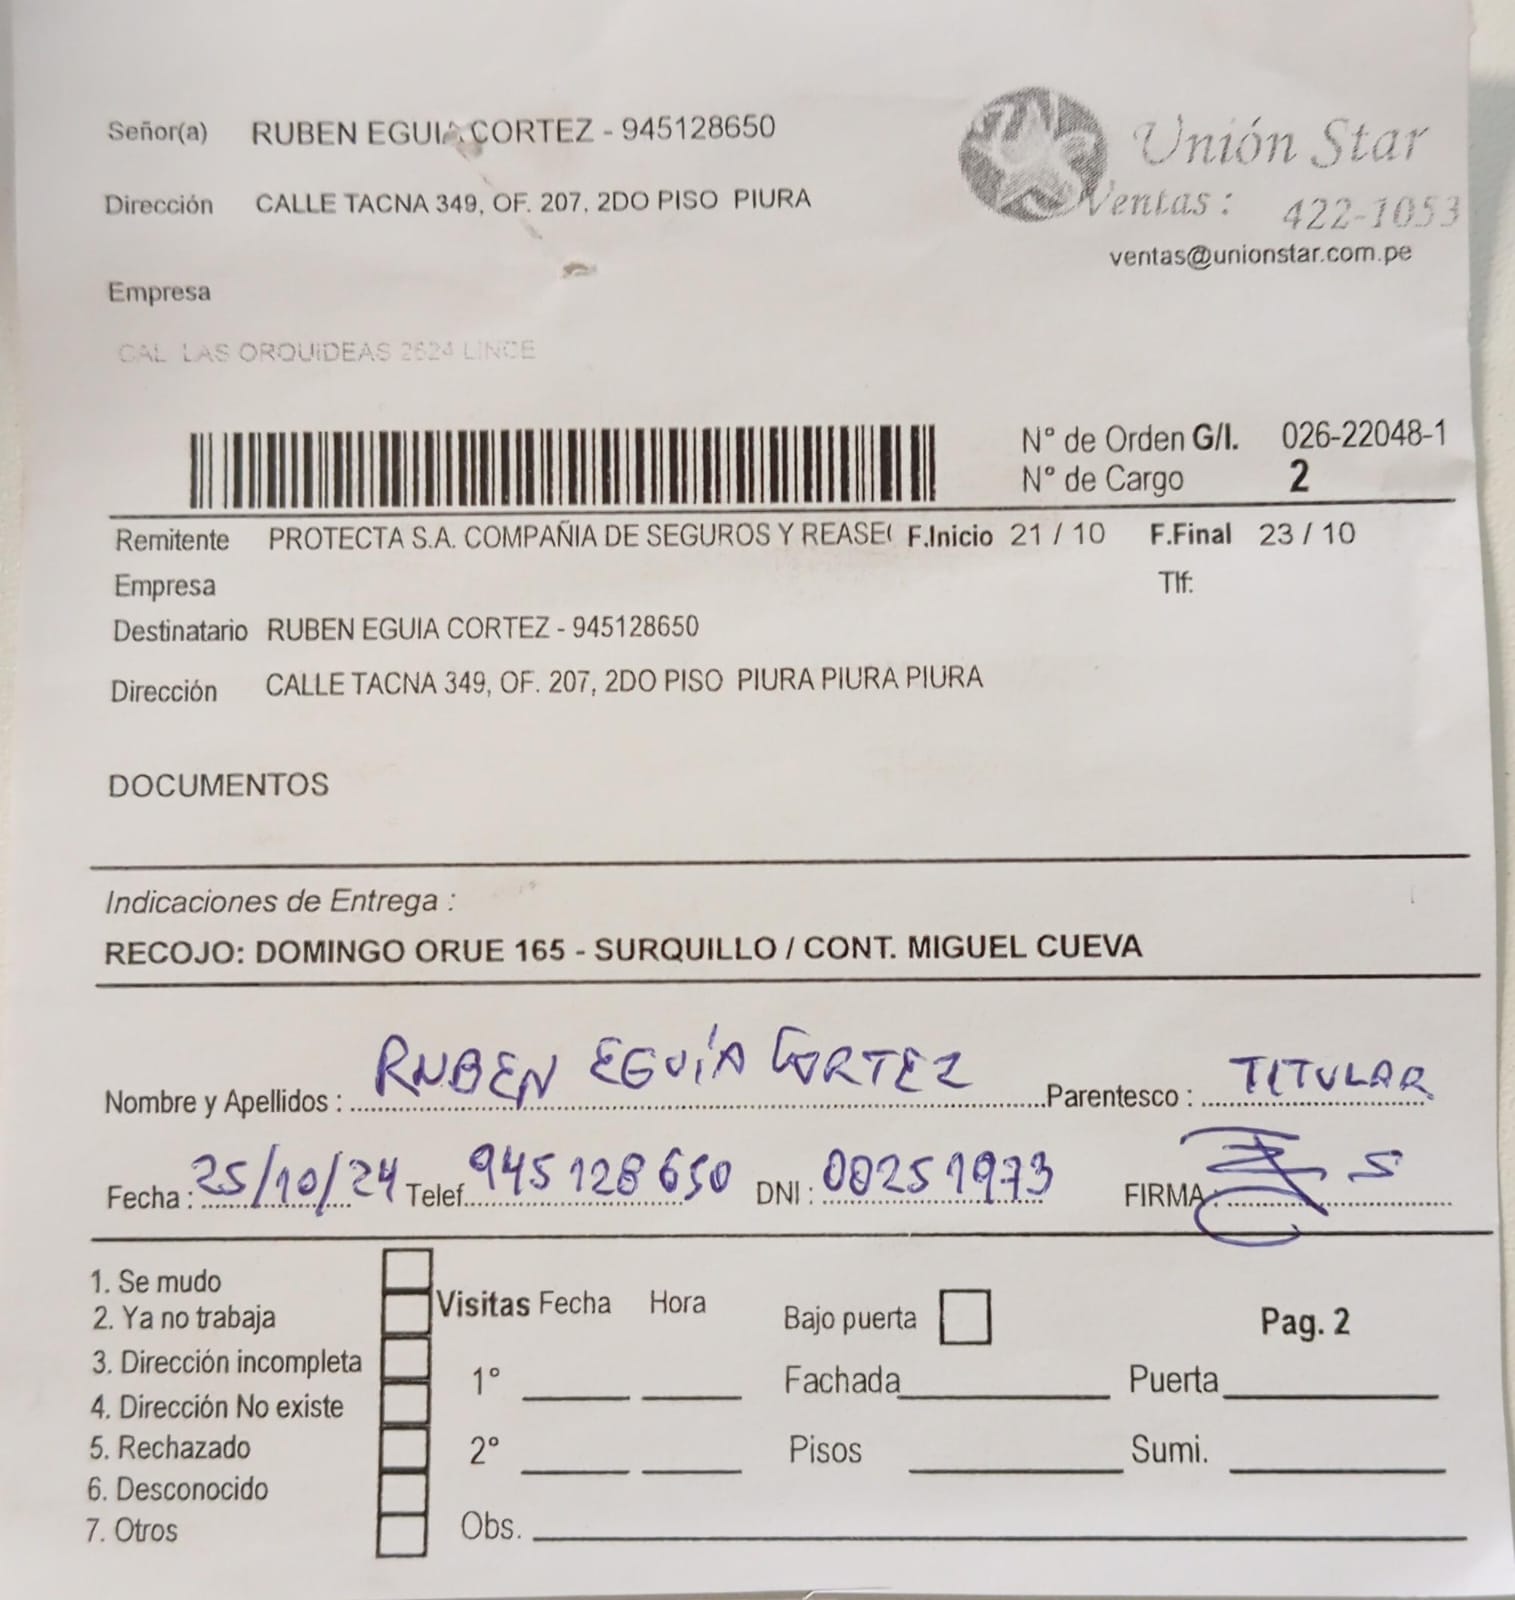 Señor(a) RUBEN EGUIA CORTEZ - 945128650
Unión Star
Dirección CALLE TACNA 349, OF. 207, 2DO PISO PIURA
Ventas : 422-1053
ventas@unionstar.com.pe
Empresa
CAL LAS ORQUIDEAS 2624 LINCE
N° de Orden G/I. 026-22048-1
N° de Cargo 2
Remitente PROTECTA S.A. COMPAÑIA DE SEGUROS Y REASE( F.Inicio 21 / 10 F.Final 23 / 10
Empresa Tlf:
Destinatario RUBEN EGUIA CORTEZ - 945128650
Dirección CALLE TACNA 349, OF. 207, 2DO PISO PIURA PIURA PIURA
DOCUMENTOS
Indicaciones de Entrega :
RECOJO: DOMINGO ORUE 165 - SURQUILLO / CONT. MIGUEL CUEVA
Nombre y Apellidos : RUBEN EGUÍA CORTEZ Parentesco : TITULAR
Fecha : 25/10/24 Telef. 945 128 650 DNI : 00251973 FIRMA :
1. Se mudo
2. Ya no trabaja
3. Dirección incompleta
4. Dirección No existe
5. Rechazado
6. Desconocido
7. Otros
Visitas Fecha Hora
1°
2°
Obs.
Bajo puerta Pag. 2
Fachada Puerta
Pisos Sumi.